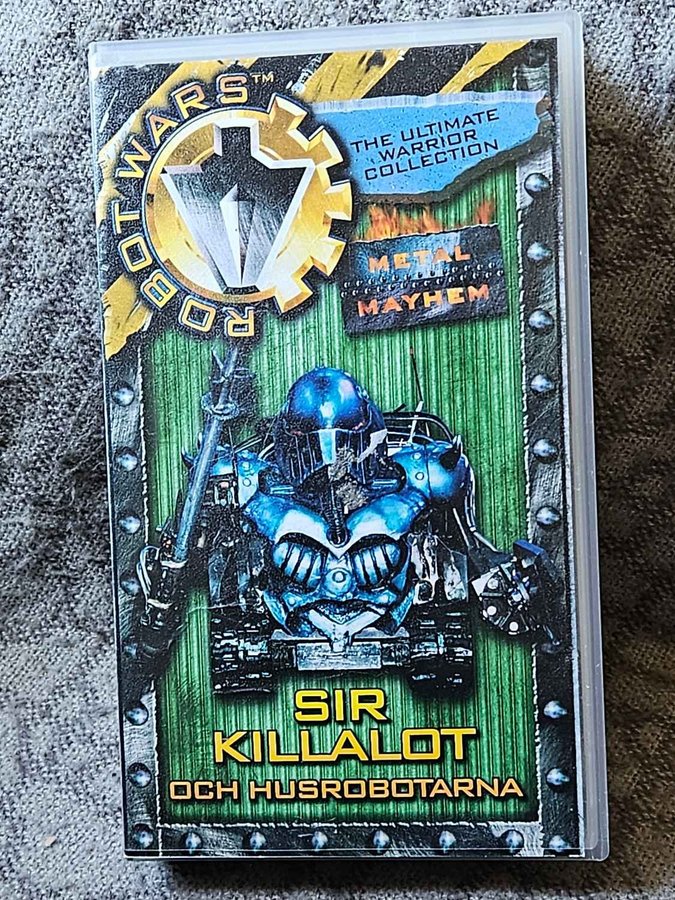 ROBOT WARS™
THE ULTIMATE
WARRIOR
COLLECTION
METAL
MAYHEM
SIR
KILLALOT
OCH HUSROBOTARNA